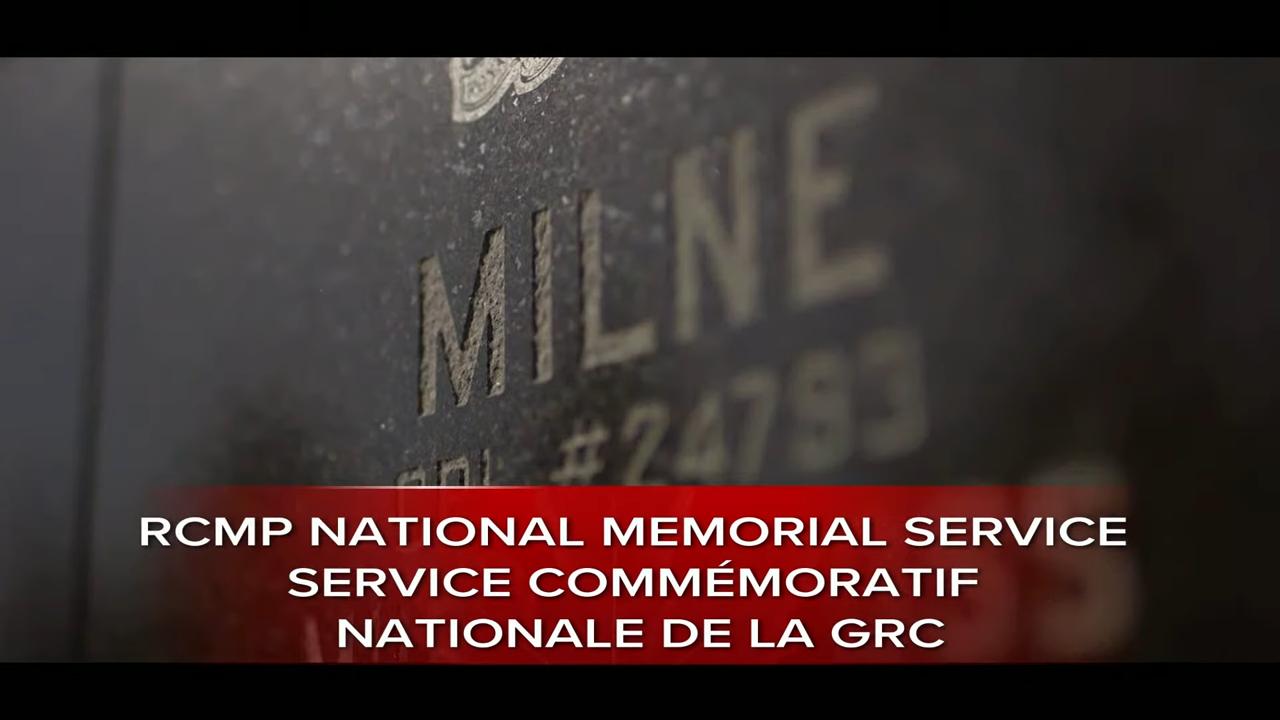 MILNE
#24793
RCMP NATIONAL MEMORIAL SERVICE
SERVICE COMMÉMORATIF
NATIONALE DE LA GRC